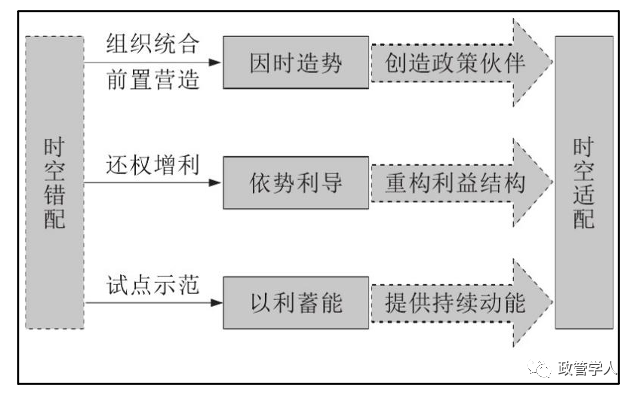 时空错配
组织统合
前置营造
因时造势
创造政策伙伴
还权增利
依势利导
重构利益结构
试点示范
以利蓄能
提供持续动能
时空适配
政管学人